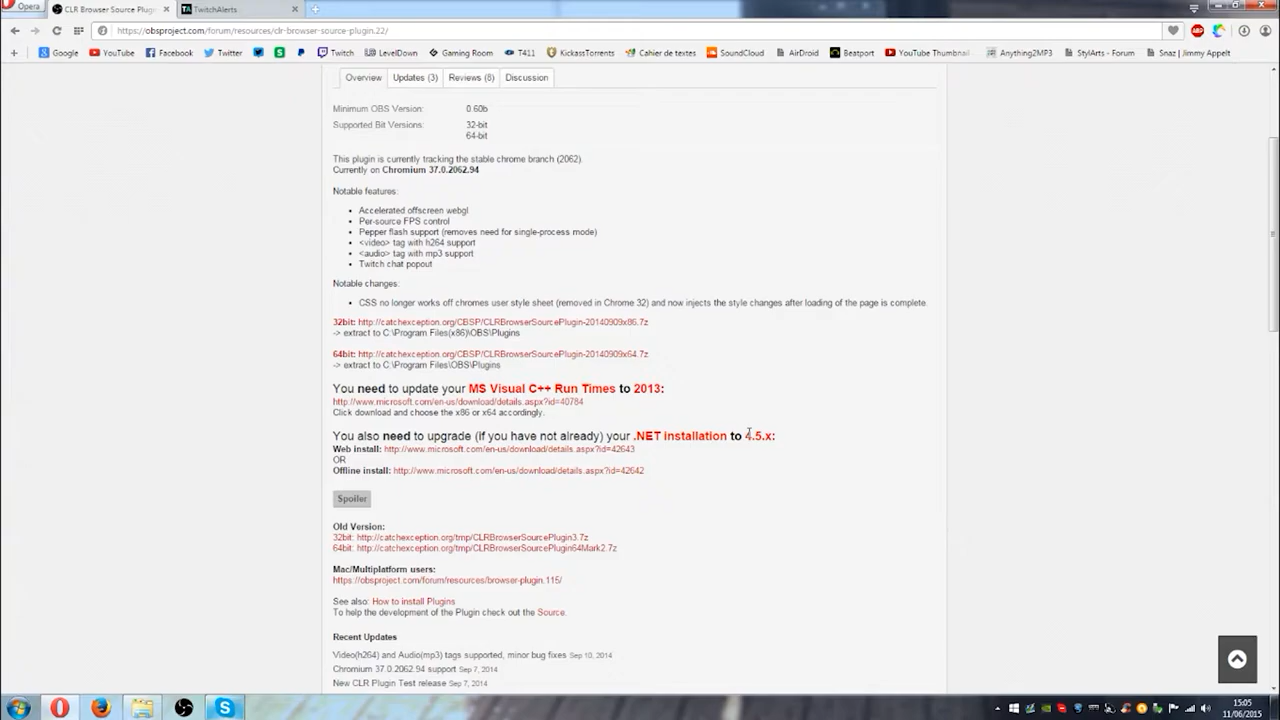 Opera
CLR Browser Source Plugin
TwitchAlerts
https://obsproject.com/forum/resources/clr-browser-source-plugin.22/
Google YouTube Facebook Twitter Twitch LevelDown Gaming Room T411 KickassTorrents Cahier de textes SoundCloud AirDroid Beatport YouTube Thumbnail Anything2MP3 StylArts - Forum Snaz | Jimmy Appelt
Overview Updates (3) Reviews (8) Discussion
Minimum OBS Version: 0.60b
Supported Bit Versions: 32-bit
64-bit
This plugin is currently tracking the stable chrome branch (2062).
Currently on Chromium 37.0.2062.94
Notable features:
• Accelerated offscreen webgl
• Per-source FPS control
• Pepper flash support (removes need for single-process mode)
• <video> tag with h264 support
• <audio> tag with mp3 support
• Twitch chat popout
Notable changes:
• CSS no longer works off chromes user style sheet (removed in Chrome 32) and now injects the style changes after loading of the page is complete.
32bit: http://catchexception.org/CBSP/CLRBrowserSourcePlugin-20140909x86.7z
-> extract to C:\Program Files(x86)\OBS\Plugins
64bit: http://catchexception.org/CBSP/CLRBrowserSourcePlugin-20140909x64.7z
-> extract to C:\Program Files\OBS\Plugins
You need to update your MS Visual C++ Run Times to 2013:
http://www.microsoft.com/en-us/download/details.aspx?id=40784
Click download and choose the x86 or x64 accordingly.
You also need to upgrade (if you have not already) your .NET installation to 4.5.x:
Web install: http://www.microsoft.com/en-us/download/details.aspx?id=42643
OR
Offline install: http://www.microsoft.com/en-us/download/details.aspx?id=42642
Spoiler
Old Version:
32bit: http://catchexception.org/tmp/CLRBrowserSourcePlugin3.7z
64bit: http://catchexception.org/tmp/CLRBrowserSourcePlugin64Mark2.7z
Mac/Multiplatform users:
https://obsproject.com/forum/resources/browser-plugin.115/
See also: How to install Plugins
To help the development of the Plugin check out the Source.
Recent Updates
Video(h264) and Audio(mp3) tags supported, minor bug fixes Sep 10, 2014
Chromium 37.0.2062.94 support Sep 7, 2014
New CLR Plugin Test release Sep 7, 2014
15:05
11/06/2015